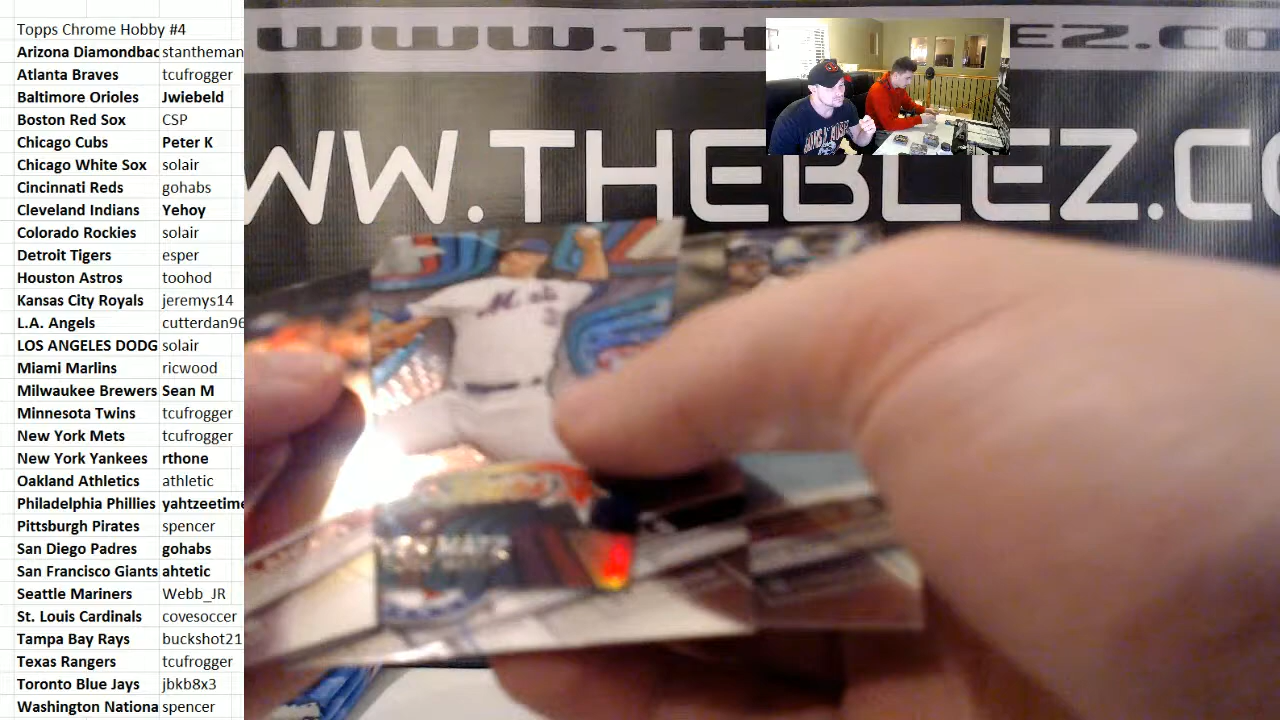 Topps Chrome Hobby #4
Arizona Diamondbac stantheman
Atlanta Braves tcufrogger
Baltimore Orioles Jwiebeld
Boston Red Sox CSP
Chicago Cubs Peter K
Chicago White Sox solair
Cincinnati Reds gohabs
Cleveland Indians Yehoy
Colorado Rockies solair
Detroit Tigers esper
Houston Astros toohod
Kansas City Royals jeremys14
L.A. Angels cutterdan96
LOS ANGELES DODG solair
Miami Marlins ricwood
Milwaukee Brewers Sean M
Minnesota Twins tcufrogger
New York Mets tcufrogger
New York Yankees rthone
Oakland Athletics athletic
Philadelphia Phillies yahtzeetime
Pittsburgh Pirates spencer
San Diego Padres gohabs
San Francisco Giants ahtetic
Seattle Mariners Webb_JR
St. Louis Cardinals covesoccer
Tampa Bay Rays buckshot21
Texas Rangers tcufrogger
Toronto Blue Jays jbkb8x3
Washington Nationa spencer
WWW.TH EZ.CO
WW.THEBLEZ.CO
Mets
MATZ